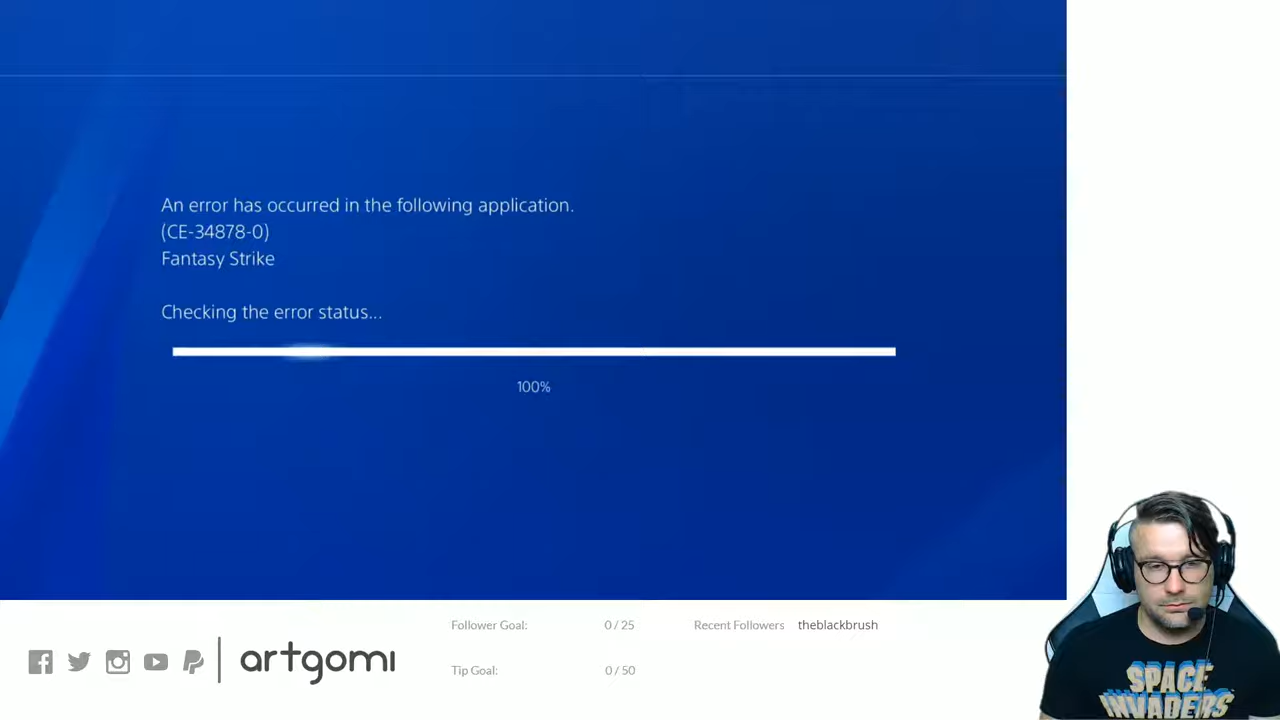 An error has occurred in the following application.
(CE-34878-0)
Fantasy Strike
Checking the error status...
100%
Follower Goal: 0 / 25 Recent Followers theblackbrush
artgomi
Tip Goal: 0 / 50
SPACE
INVADERS